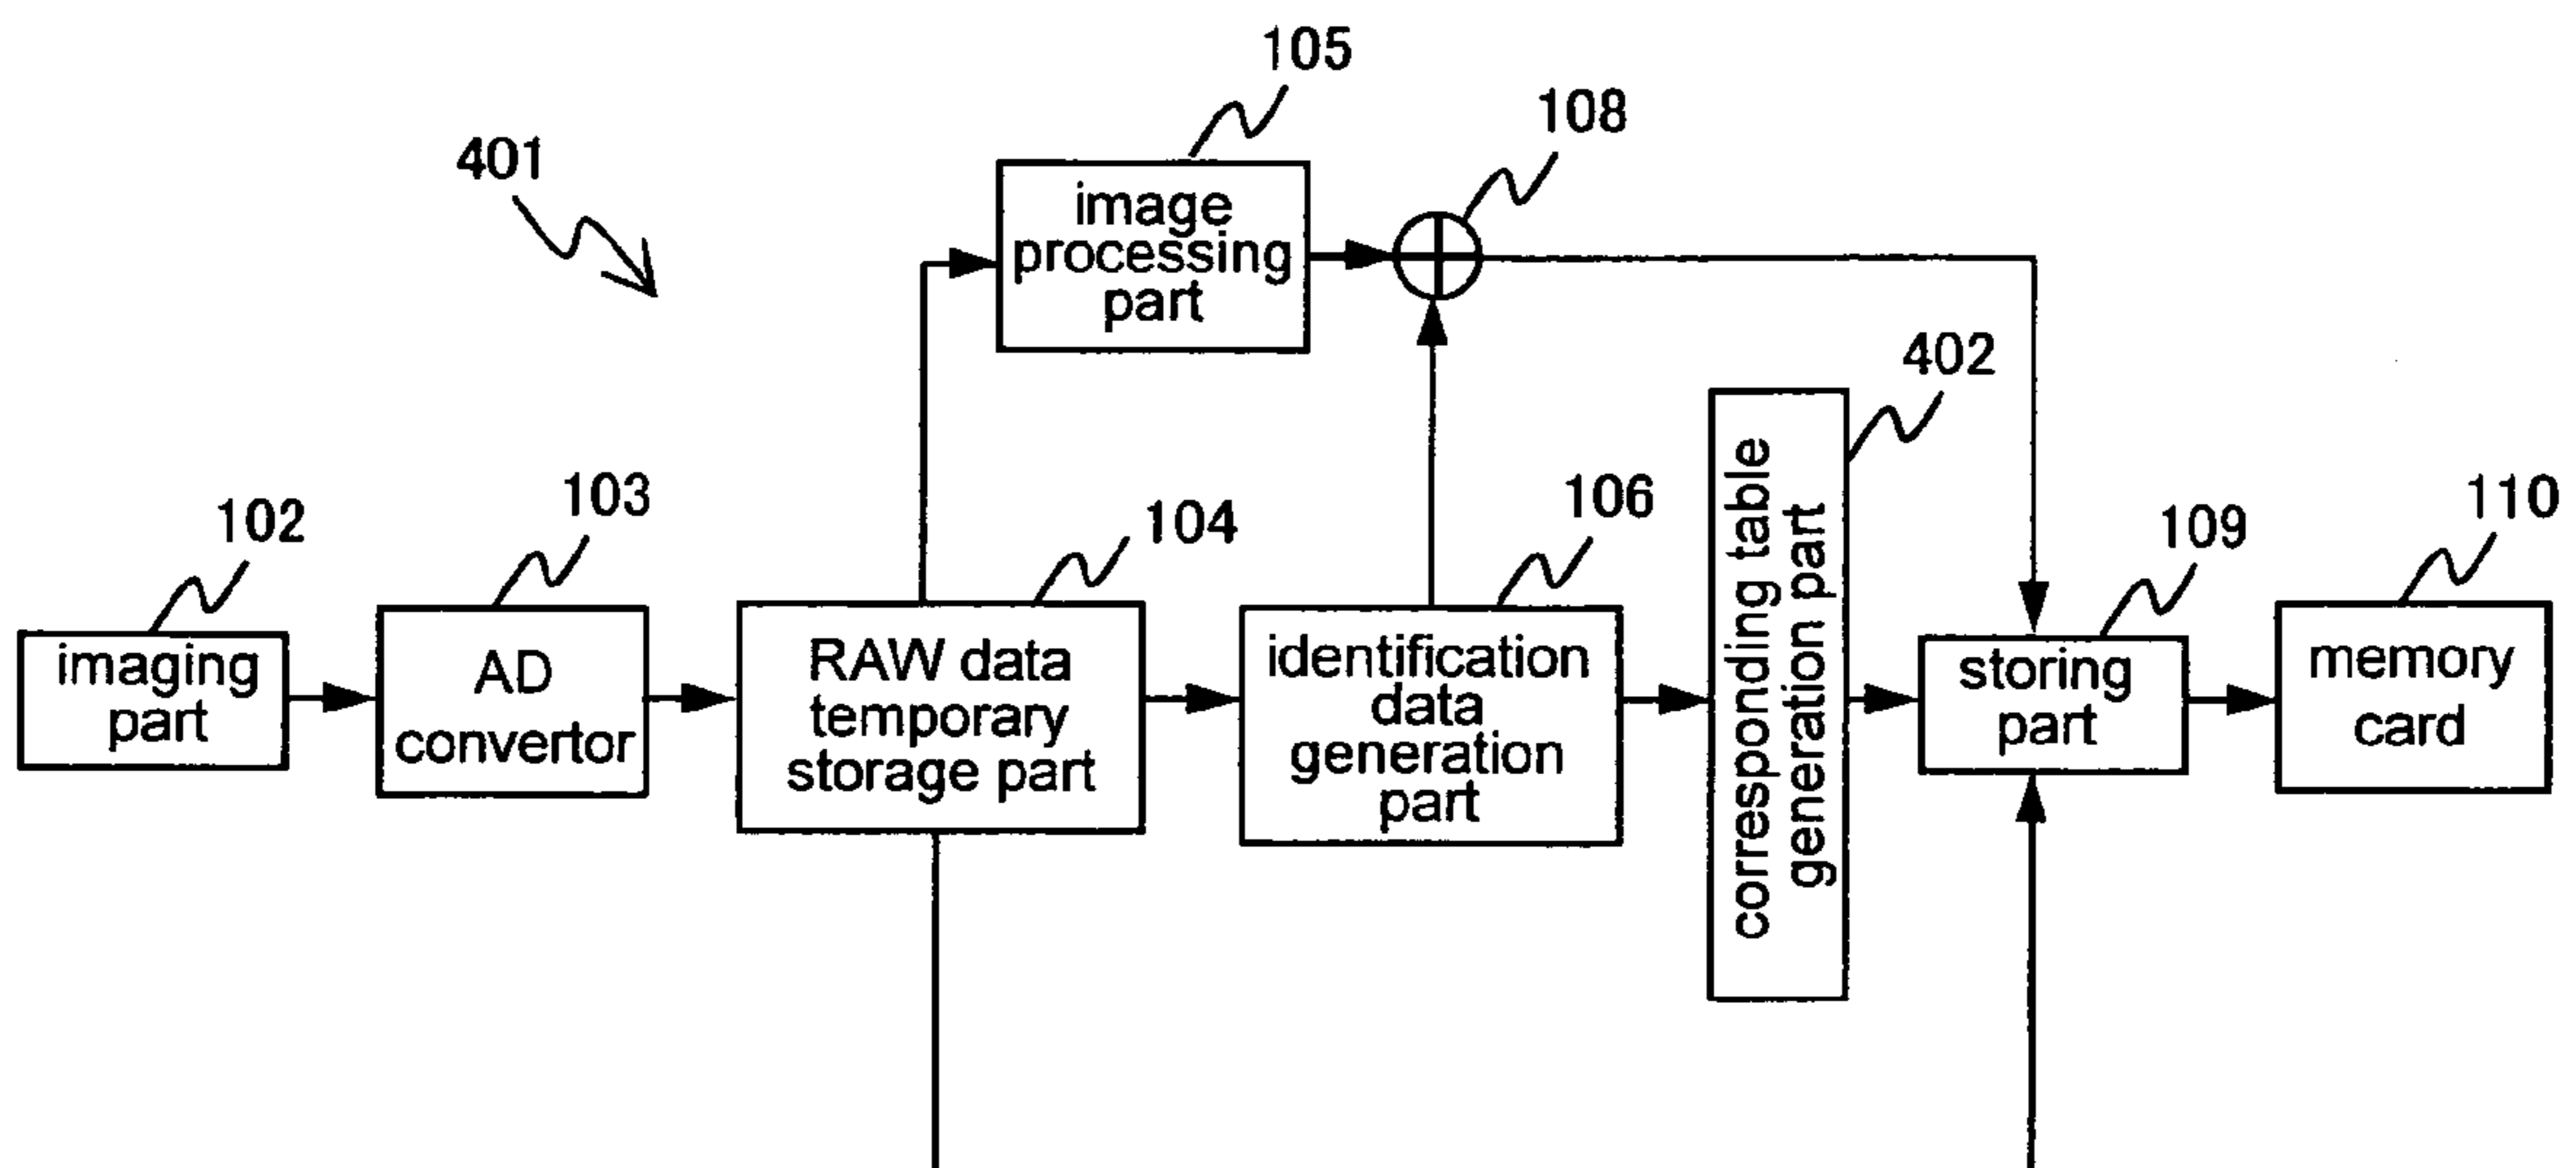 105
108
401
image
processing
part
402
102
103
104
106
109
110
imaging
part
AD
convertor
RAW data
temporary
storage part
identification
data
generation
part
corresponding table
generation part
storing
part
memory
card